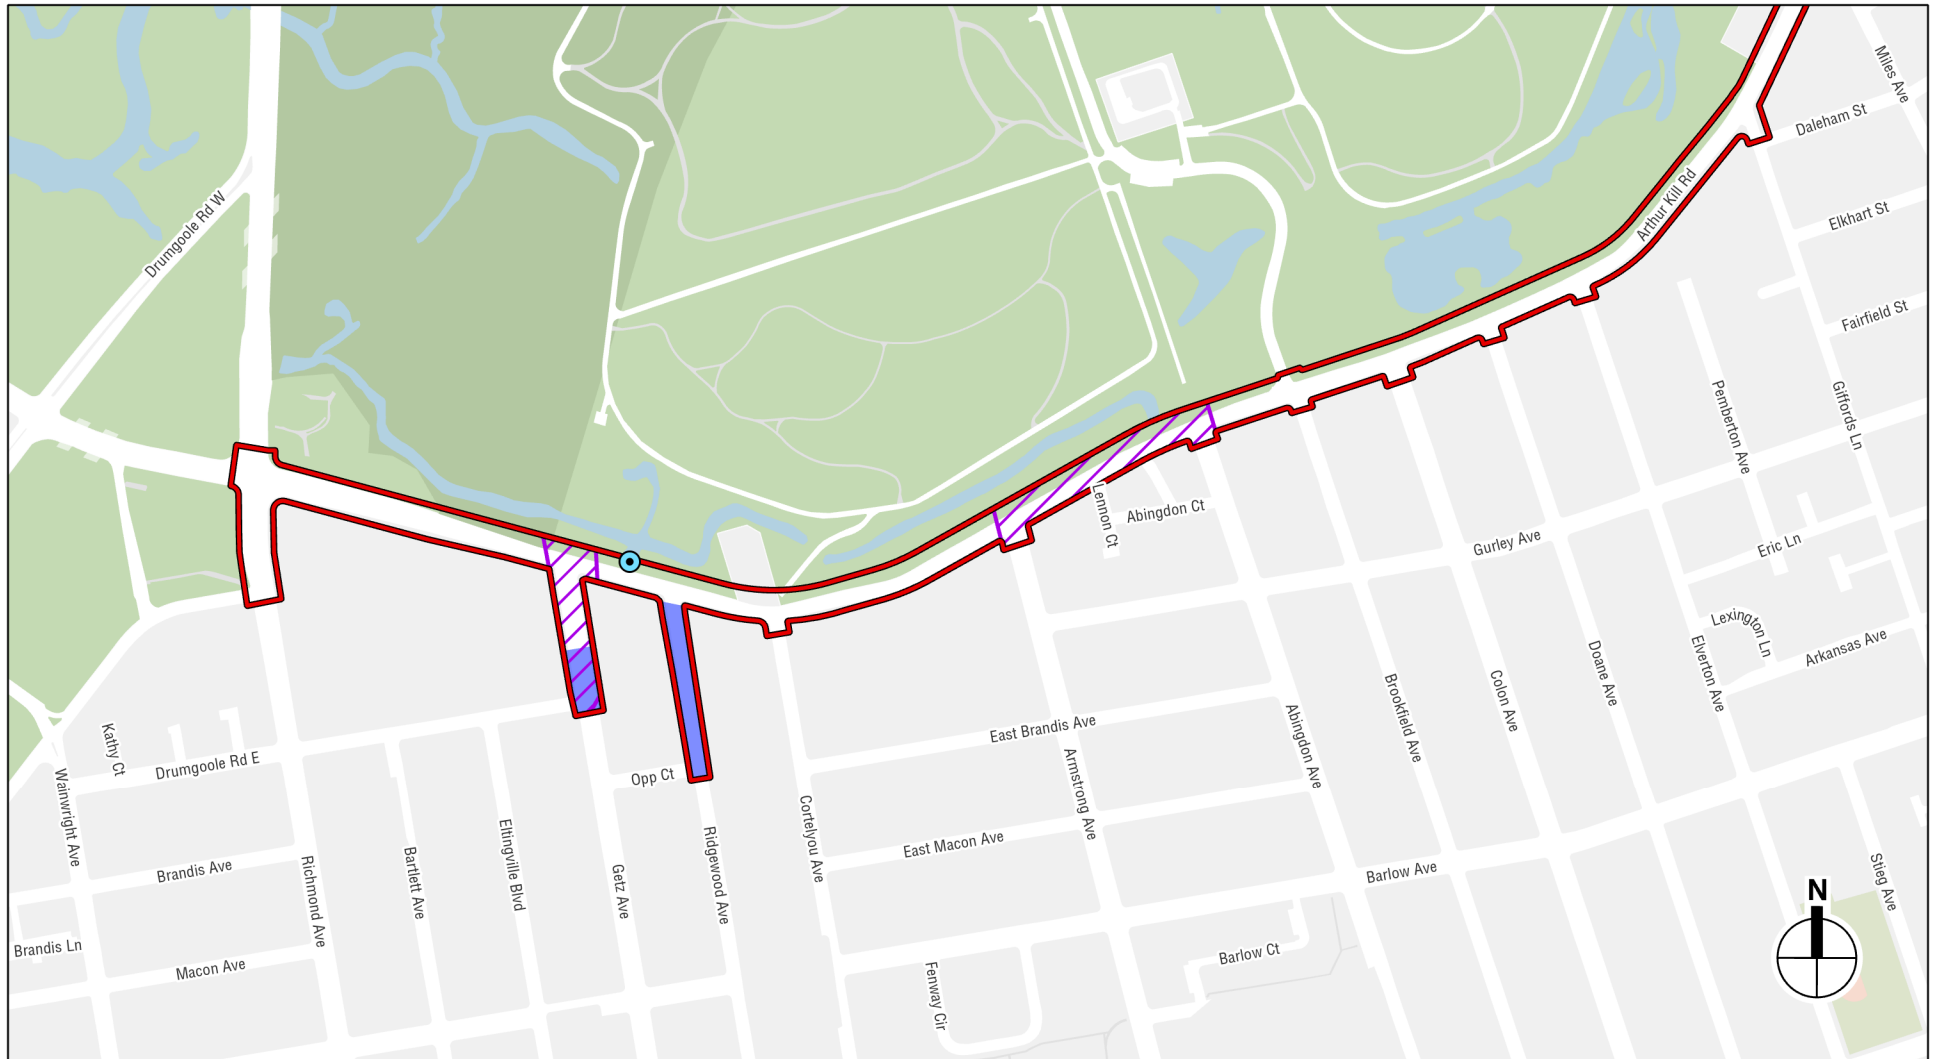 Miles Ave
Daleham St
Drumgoole Rd W
Arthur Kill Rd
Elkhart St
Fairfield St
Pemberton Ave
Giffords Ln
Lennon Ct
Abingdon Ct
Gurley Ave
Eric Ln
Lexington Ln
Arkansas Ave
Elverton Ave
Doane Ave
Colon Ave
Brookfield Ave
Abingdon Ave
East Brandis Ave
Armstrong Ave
Kathy Ct
Drumgoole Rd E
Opp Ct
Wainwright Ave
Cortelyou Ave
East Macon Ave
Brandis Ave
Richmond Ave
Bartlett Ave
Eltingville Blvd
Getz Ave
Ridgewood Ave
Barlow Ave
Stieg Ave
N
Brandis Ln
Macon Ave
Fenway Cir
Barlow Ct